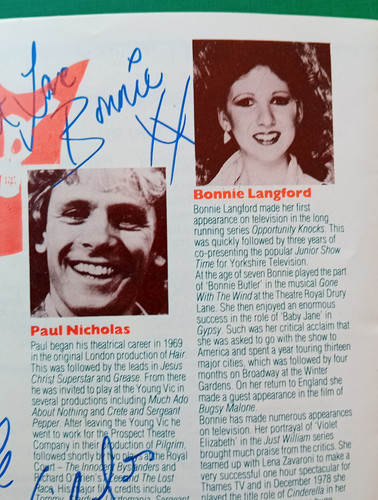 Love
Bonnie
XX
Bonnie Langford
Bonnie Langford made her first
appearance on television in the long
running series Opportunity Knocks. This
was quickly followed by three years of
co-presenting the popular Junior Show
Time for Yorkshire Television.
At the age of seven Bonnie played the part
of 'Bonnie Butler' in the musical Gone
With The Wind at the Theatre Royal Drury
Lane. She then enjoyed an enormous
success in the role of 'Baby Jane' in
Gypsy. Such was her critical acclaim that
she was asked to go with the show to
America and spent a year touring thirteen
major cities, which was followed by four
months on Broadway at the Winter
Gardens. On her return to England she
made a guest appearance in the film of
Bugsy Malone.
Bonnie has made numerous appearances
on television. Her portrayal of 'Violet
Elizabeth' in the Just William series
brought much praise from the critics. She
teamed up with Lena Zavaroni to make a
very successful one hour spectacular for
Thames TV and in December 1978 she
played the title role of Cinderella in her
Paul Nicholas
Paul began his theatrical career in 1969
in the original London production of Hair.
This was followed by the leads in Jesus
Christ Superstar and Grease. From there
he was invited to play at the Young Vic in
several productions including Much Ado
About Nothing and Crete and Sergeant
Pepper. After leaving the Young Vic he
went to work for the Prospect Theatre
Company in their production of Pilgrim,
followed shortly by two at the Royal
Court – The Innocent Bystanders and
Richard O'Brien's and The Lost
His major film credits include
Sergeant